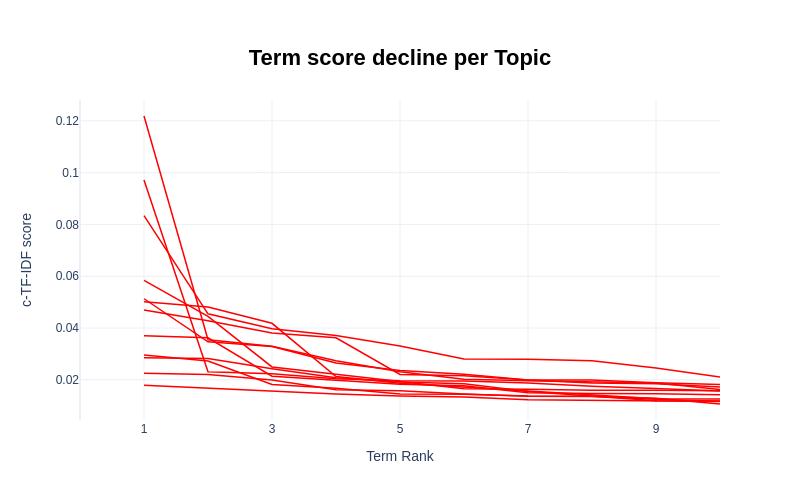 Term score decline per Topic
c-TF-IDF score
0.12
0.1
0.08
0.06
0.04
0.02
1 3 5 7 9
Term Rank